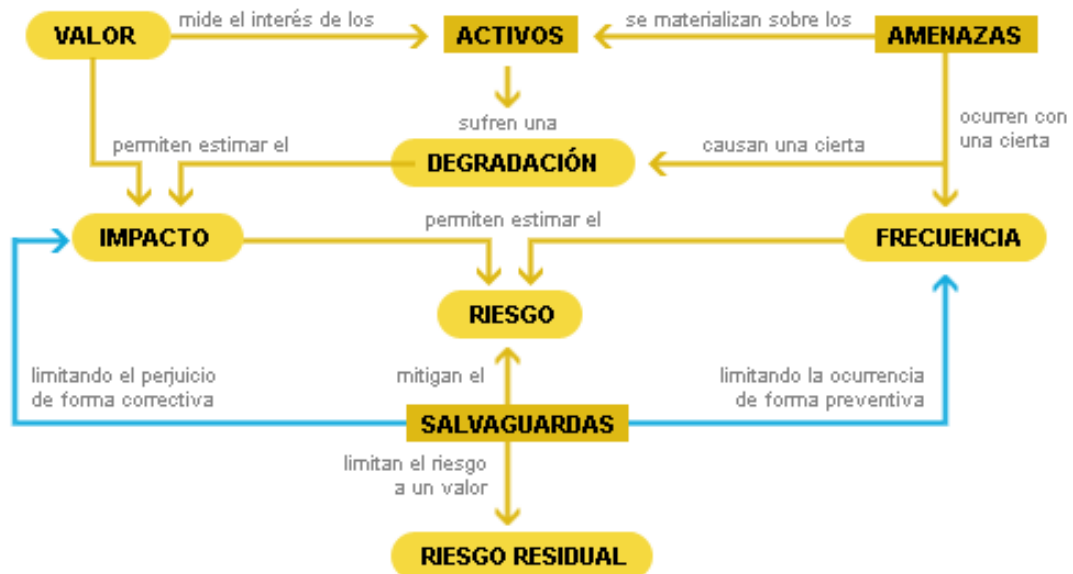 VALOR
mide el interés de los
ACTIVOS
se materializan sobre los
AMENAZAS
ocurren con
una cierta
sufren una
permiten estimar el
DEGRADACIÓN
causan una cierta
IMPACTO
permiten estimar el
FRECUENCIA
RIESGO
limitando el perjuicio
de forma correctiva
mitigan el
limitando la ocurrencia
de forma preventiva
SALVAGUARDAS
limitan el riesgo
a un valor
RIESGO RESIDUAL